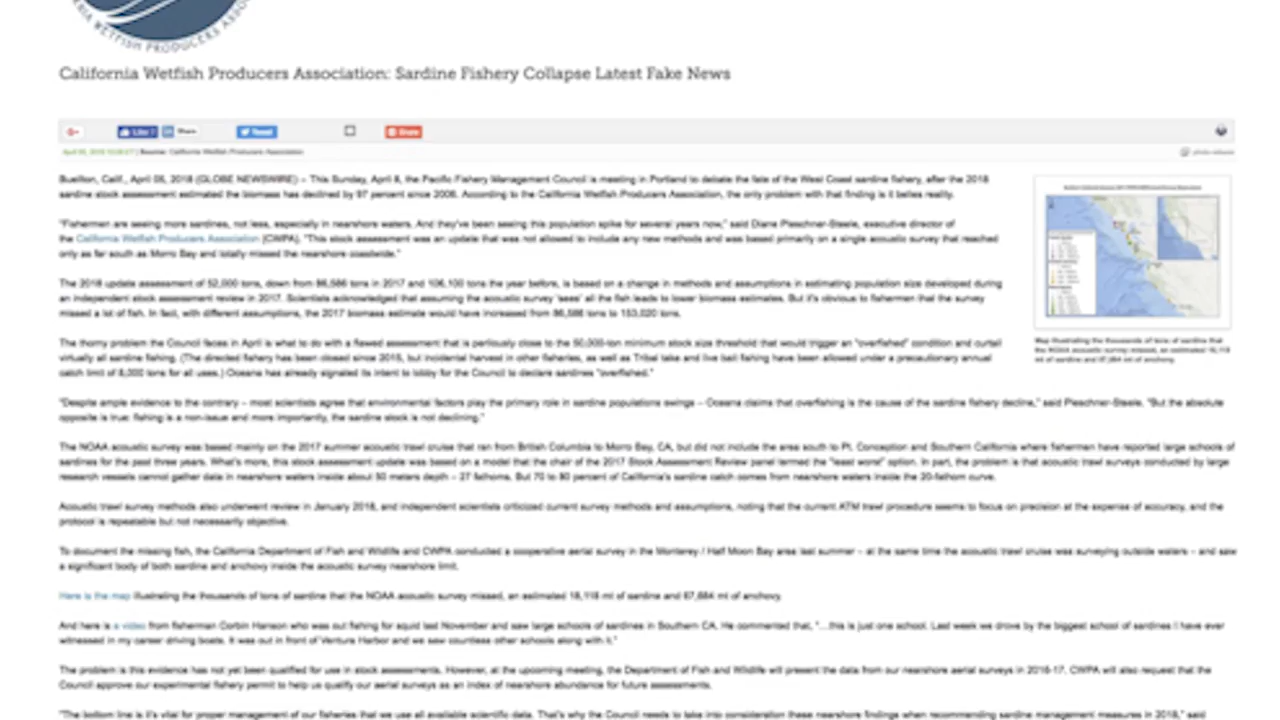 WETFISH PRODUCERS
California Wetfish Producers Association: Sardine Fishery Collapse Latest Fake News
G+ Like Share Tweet Share
Source: California Wetfish Producers Association
photo release
Buellton, Calif., April 05, 2018 (GLOBE NEWSWIRE) -- This Sunday, April 8, the Pacific Fishery Management Council is meeting in Portland to debate the fate of the West Coast sardine fishery, after the 2018
sardine stock assessment estimated the biomass has declined by 97 percent since 2006. According to the California Wetfish Producers Association, the only problem with that finding is it belies reality.
"Fishermen are seeing more sardines, not less, especially in nearshore waters. And they've been seeing this population spike for several years now," said Diane Pleschner-Steele, executive director of
the California Wetfish Producers Association (CWPA). "This stock assessment was an update that was not allowed to include any new methods and was based primarily on a single acoustic survey that reached
only as far south as Morro Bay and totally missed the nearshore coastwide."
The 2018 update assessment of 52,000 tons, down from 86,586 tons in 2017 and 106,100 tons the year before, is based on a change in methods and assumptions in estimating population size developed during
an independent stock assessment review in 2017. Scientists acknowledged that assuming the acoustic survey 'sees' all the fish leads to lower biomass estimates. But it's obvious to fishermen that the survey
missed a lot of fish. In fact, with different assumptions, the 2017 biomass estimate would have increased from 86,586 tons to 153,020 tons.
The thorny problem the Council faces in April is what to do with a flawed assessment that is perilously close to the 50,000-ton minimum stock size threshold that would trigger an "overfished" condition and curtail
virtually all sardine fishing. (The directed fishery has been closed since 2015, but incidental harvest in other fisheries, as well as Tribal take and live bait fishing have been allowed under a precautionary annual
catch limit of 8,000 tons for all uses.) Oceana has already signaled its intent to lobby for the Council to declare sardines "overfished."
Map illustrating the thousands of tons of sardine that
the NOAA acoustic survey missed, an estimated 18,118
mt of sardine and 67,684 mt of anchovy.
"Despite ample evidence to the contrary – most scientists agree that environmental factors play the primary role in sardine populations swings – Oceana claims that overfishing is the cause of the sardine fishery decline," said Pleschner-Steele. "But the absolute
opposite is true: fishing is a non-issue and more importantly, the sardine stock is not declining."
The NOAA acoustic survey was based mainly on the 2017 summer acoustic trawl cruise that ran from British Columbia to Morro Bay, CA, but did not include the area south to Pt. Conception and Southern California where fishermen have reported large schools of
sardines for the past three years. What's more, this stock assessment update was based on a model that the chair of the 2017 Stock Assessment Review panel termed the "least worst" option. In part, the problem is that acoustic trawl surveys conducted by large
research vessels cannot gather data in nearshore waters inside about 50 meters depth – 27 fathoms. But 70 to 80 percent of California's sardine catch comes from nearshore waters inside the 20-fathom curve.
Acoustic trawl survey methods also underwent review in January 2018, and independent scientists criticized current survey methods and assumptions, noting that the current ATM trawl procedure seems to focus on precision at the expense of accuracy, and the
protocol is repeatable but not necessarily objective.
To document the missing fish, the California Department of Fish and Wildlife and CWPA conducted a cooperative aerial survey in the Monterey / Half Moon Bay area last summer – at the same time the acoustic trawl cruise was surveying outside waters – and saw
a significant body of both sardine and anchovy inside the acoustic survey nearshore limit.
Here is the map illustrating the thousands of tons of sardine that the NOAA acoustic survey missed, an estimated 18,118 mt of sardine and 67,684 mt of anchovy.
And here is a video from fisherman Corbin Hanson who was out fishing for squid last November and saw large schools of sardines in Southern CA. He commented that, "…this is just one school. Last week we drove by the biggest school of sardines I have ever
witnessed in my career driving boats. It was out in front of Ventura Harbor and we saw countless other schools along with it."
The problem is this evidence has not yet been qualified for use in stock assessments. However, at the upcoming meeting, the Department of Fish and Wildlife will present the data from our nearshore aerial surveys in 2016-17. CWPA will also request that the
Council approve our experimental fishery permit to help us qualify our aerial surveys as an index of nearshore abundance for future assessments.
"The bottom line is it's vital for proper management of our fisheries that we use all available scientific data. That's why the Council needs to take into consideration these nearshore findings when recommending sardine management measures in 2018," said